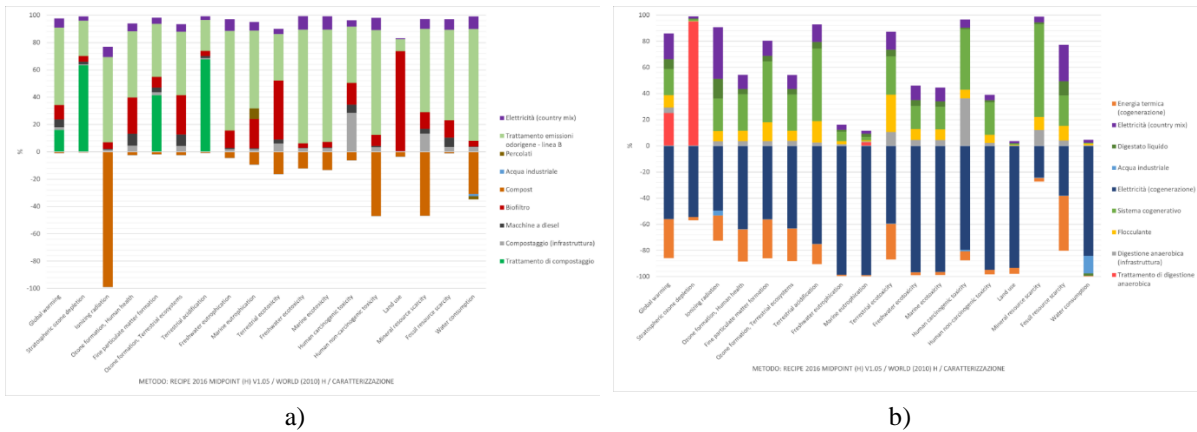 100
80
60
40
20
0
-20
-40
-60
-80
-100
%
Global warming
Stratospheric ozone depletion
Ionizing radiation
Ozone formation, Human health
Fine particulate matter formation
Ozone formation, Terrestrial ecosystems
Terrestrial acidification
Freshwater eutrophication
Marine eutrophication
Terrestrial ecotoxicity
Freshwater ecotoxicity
Marine ecotoxicity
Human carcinogenic toxicity
Human non-carcinogenic toxicity
Land use
Mineral resource scarcity
Fossil resource scarcity
Water consumption
METODO: RECIPE 2016 MIDPOINT (H) V1.05 / WORLD (2010) H / CARATTERIZZAZIONE
Elettricità (country mix)
Trattamento emissioni
odorigene - linea B
Percolati
Acqua industriale
Compost
Biofiltro
Macchine a diesel
Compostaggio (infrastruttura)
Trattamento di compostaggio
a)
100
80
60
40
20
0
-20
-40
-60
-80
-100
%
Global warming
Stratospheric ozone depletion
Ionizing radiation
Ozone formation, Human health
Fine particulate matter formation
Ozone formation, Terrestrial ecosystems
Terrestrial acidification
Freshwater eutrophication
Marine eutrophication
Terrestrial ecotoxicity
Freshwater ecotoxicity
Marine ecotoxicity
Human carcinogenic toxicity
Human non-carcinogenic toxicity
Land use
Mineral resource scarcity
Fossil resource scarcity
Water consumption
METODO: RECIPE 2016 MIDPOINT (H) V1.05 / WORLD (2010) H / CARATTERIZZAZIONE
Energia termica
(cogenerazione)
Elettricità (country mix)
Digestato liquido
Acqua industriale
Elettricità (cogenerazione)
Sistema cogenerativo
Flocculante
Digestione anaerobica
(infrastruttura)
Trattamento di digestione
anaerobica
b)